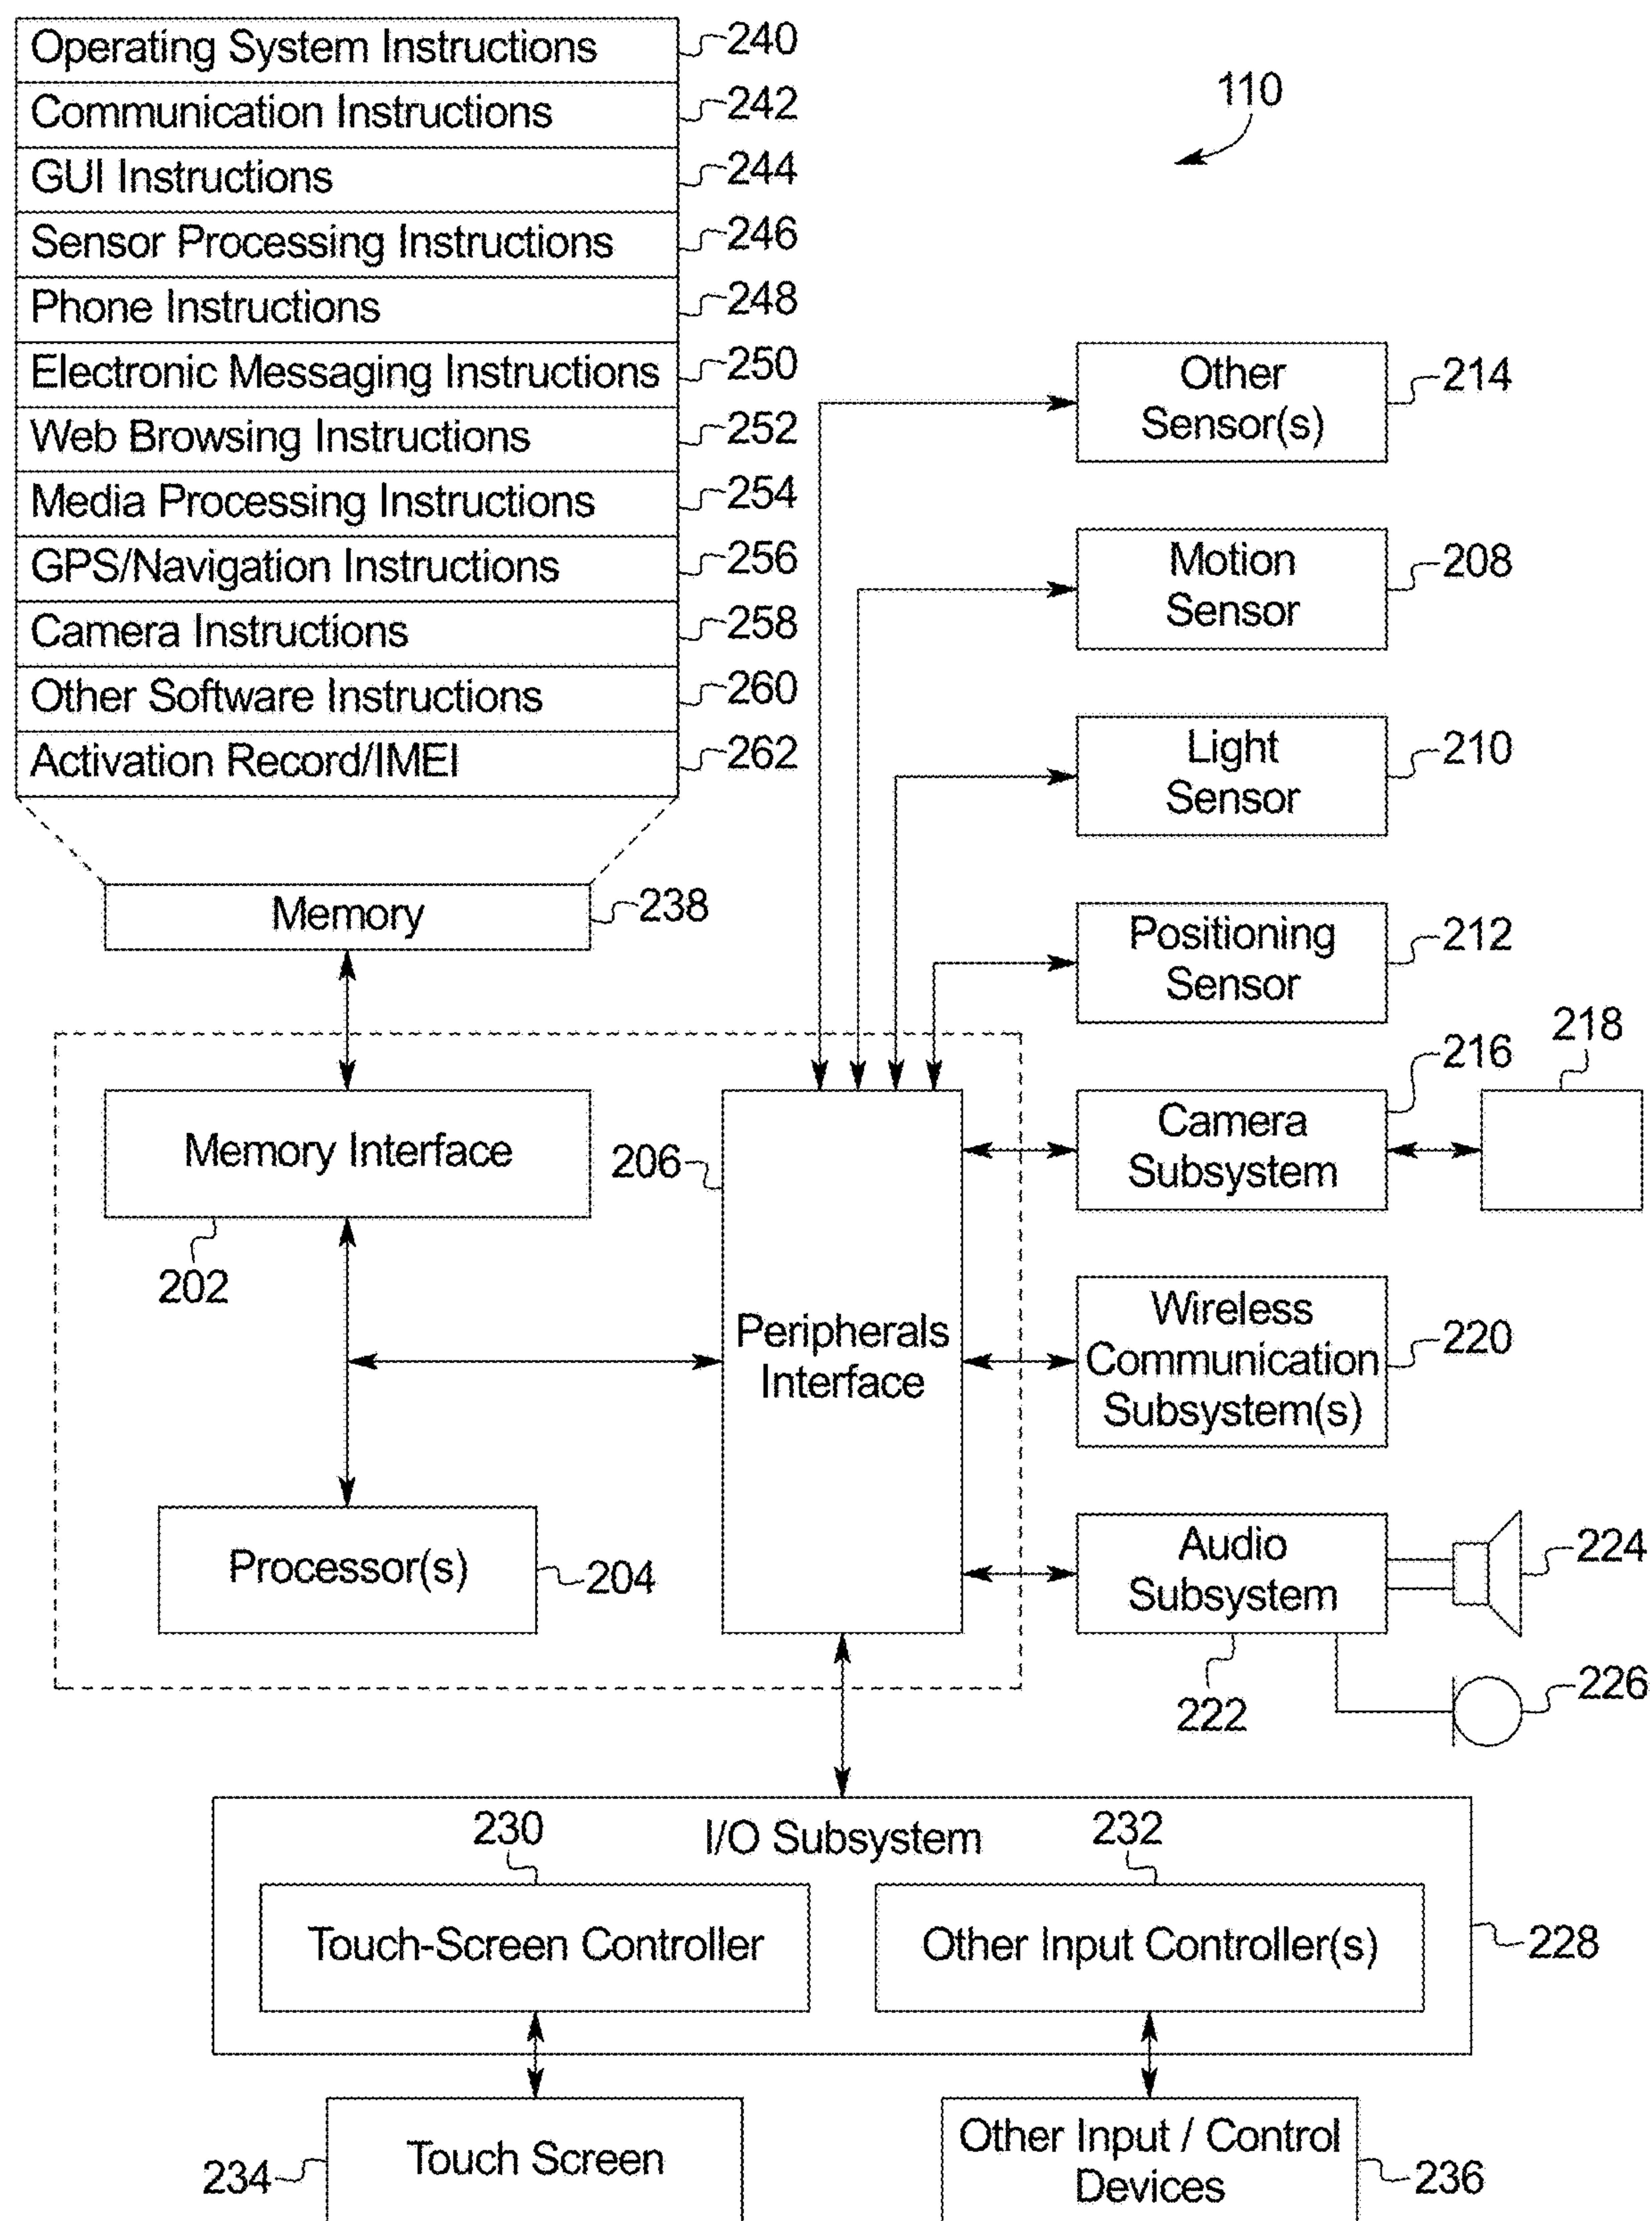 Operating System Instructions 240
Communication Instructions 242
GUI Instructions 244
Sensor Processing Instructions 246
Phone Instructions 248
Electronic Messaging Instructions 250
Web Browsing Instructions 252
Media Processing Instructions 254
GPS/Navigation Instructions 256
Camera Instructions 258
Other Software Instructions 260
Activation Record/IMEI 262
Memory 238
110
Other
Sensor(s)
214
Motion
Sensor
208
Light
Sensor
210
Positioning
Sensor
212
Memory Interface
202
206
Peripherals
Interface
Processor(s) 204
Camera
Subsystem
216
218
Wireless
Communication
Subsystem(s)
220
Audio
Subsystem
222
224
226
I/O Subsystem
230
232
Touch-Screen Controller
Other Input Controller(s)
228
Touch Screen
234
Other Input / Control
Devices
236